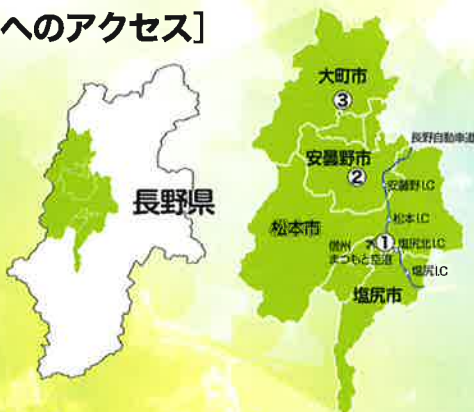 へのアクセス]
長野県
大町市
③
長野自動車道
安曇野市
②
安曇野I.C
松本市
松本I.C
①
塩尻北I.C
信州
まつもと空港
塩尻I.C
塩尻市